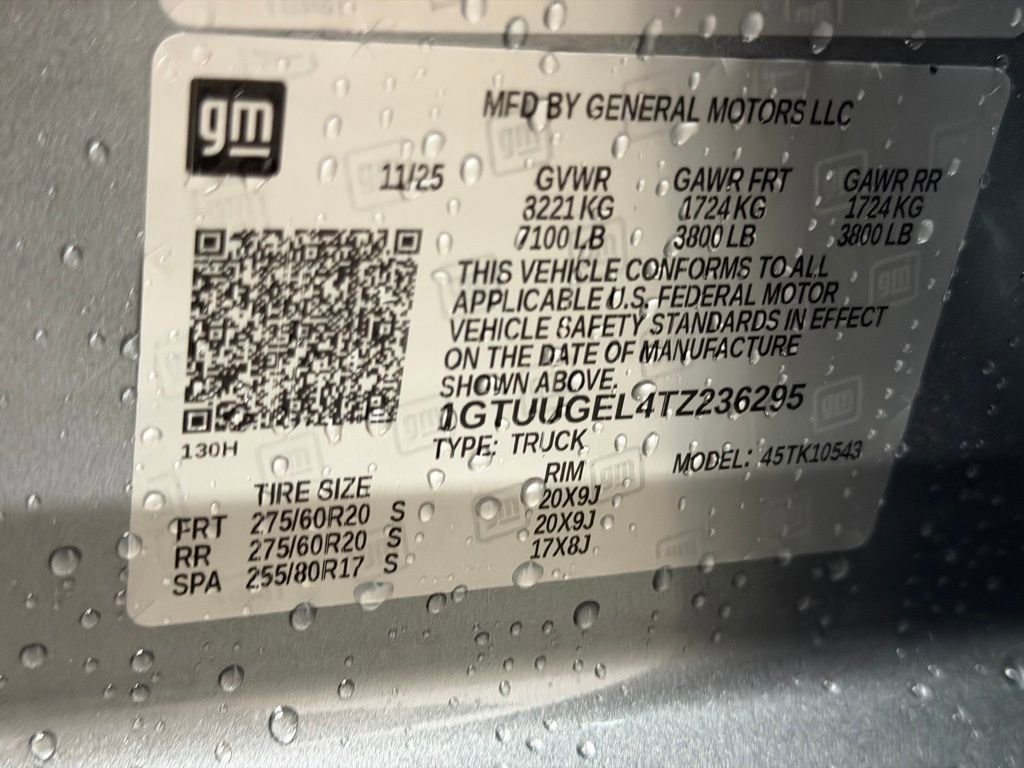 gm
MFD BY GENERAL MOTORS LLC
11/25 GVWR GAWR FRT GAWR RR
3221 KG 1724 KG 1724 KG
7100 LB 3800 LB 3800 LB
THIS VEHICLE CONFORMS TO ALL
APPLICABLE U.S. FEDERAL MOTOR
VEHICLE SAFETY STANDARDS IN EFFECT
ON THE DATE OF MANUFACTURE
SHOWN ABOVE.
1GTUUGEL4TZ236295
130H
TYPE: TRUCK MODEL: 45TK10543
TIRE SIZE RIM
FRT 275/60R20 S 20X9J
RR 275/60R20 S 20X9J
SPA 255/80R17 S 17X8J